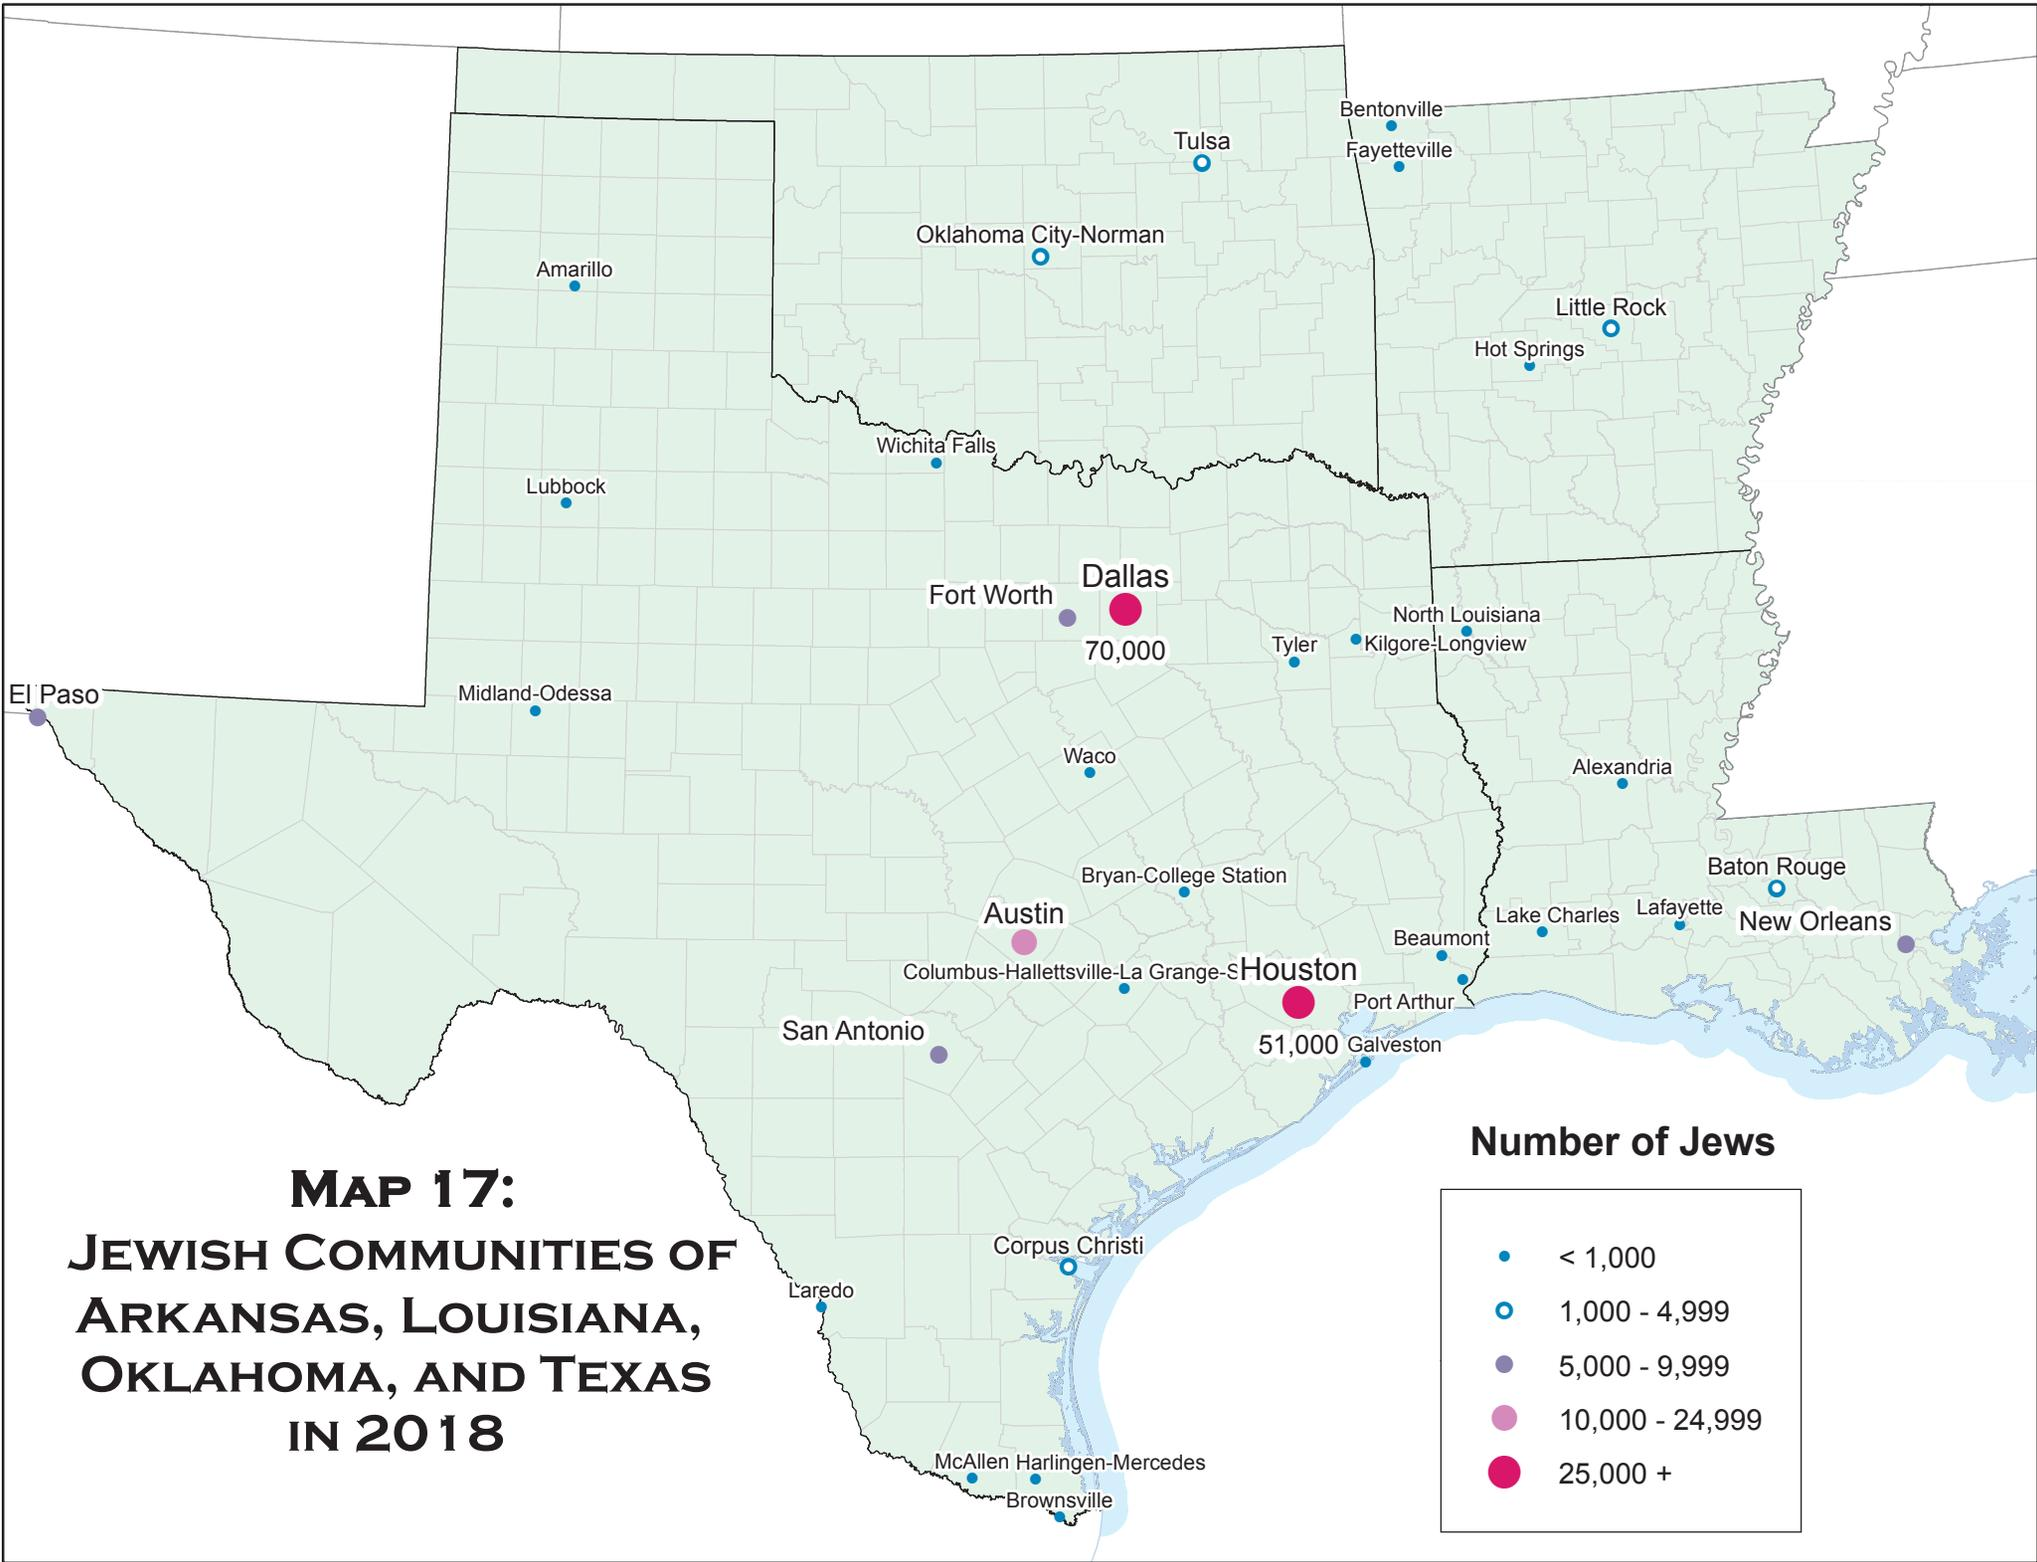 Bentonville
Tulsa
Fayetteville
Oklahoma City-Norman
Amarillo
Little Rock
Hot Springs
Wichita Falls
Lubbock
Dallas
Fort Worth
70,000
North Louisiana
Tyler
Kilgore-Longview
El Paso
Midland-Odessa
Waco
Alexandria
Baton Rouge
Bryan-College Station
Austin
Lake Charles
Lafayette
New Orleans
Beaumont
Columbus-Hallettsville-La Grange-S
Houston
Port Arthur
San Antonio
51,000
Galveston
Number of Jews
< 1,000
1,000 - 4,999
5,000 - 9,999
10,000 - 24,999
25,000 +
Map 17:
Jewish Communities of
Arkansas, Louisiana,
Oklahoma, and Texas
in 2018
Corpus Christi
Laredo
McAllen
Harlingen-Mercedes
Brownsville